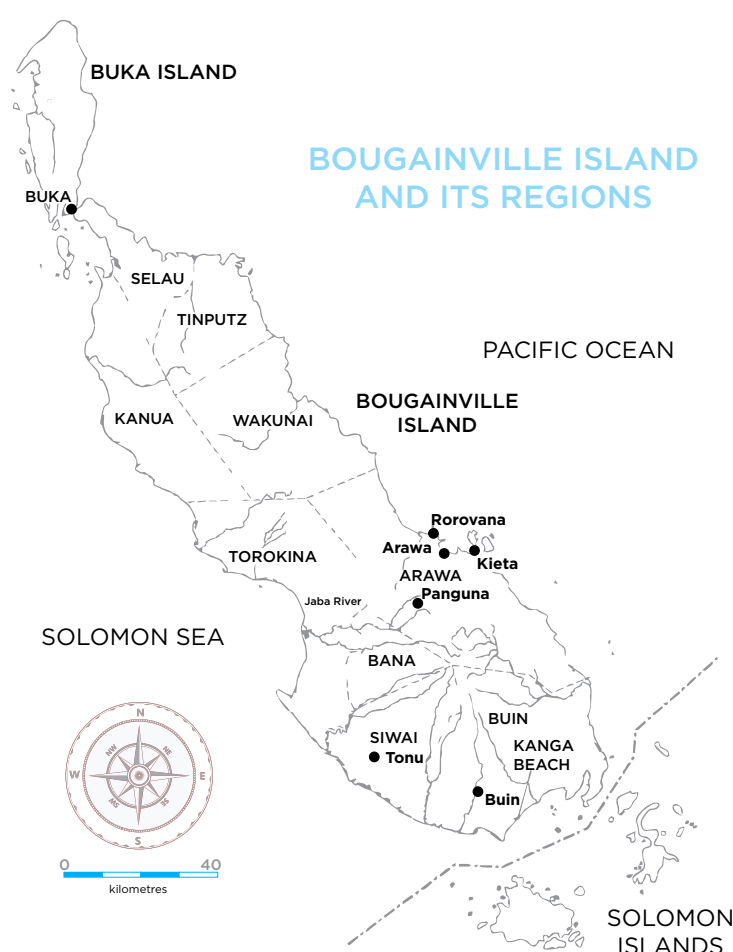 BUKA ISLAND
BOUGAINVILLE ISLAND
AND ITS REGIONS
BUKA
SELAU
TINPUTZ
PACIFIC OCEAN
BOUGAINVILLE
ISLAND
KANUA
WAKUNAI
Rorovana
Arawa
Kieta
TOROKINA
ARAWA
Panguna
Jaba River
SOLOMON SEA
BANA
SIWAI
BUIN
Tonu
KANGA
BEACH
Buin
N
NW
NE
W
E
SW
SE
S
0
40
kilometres
SOLOMON
ISLANDS